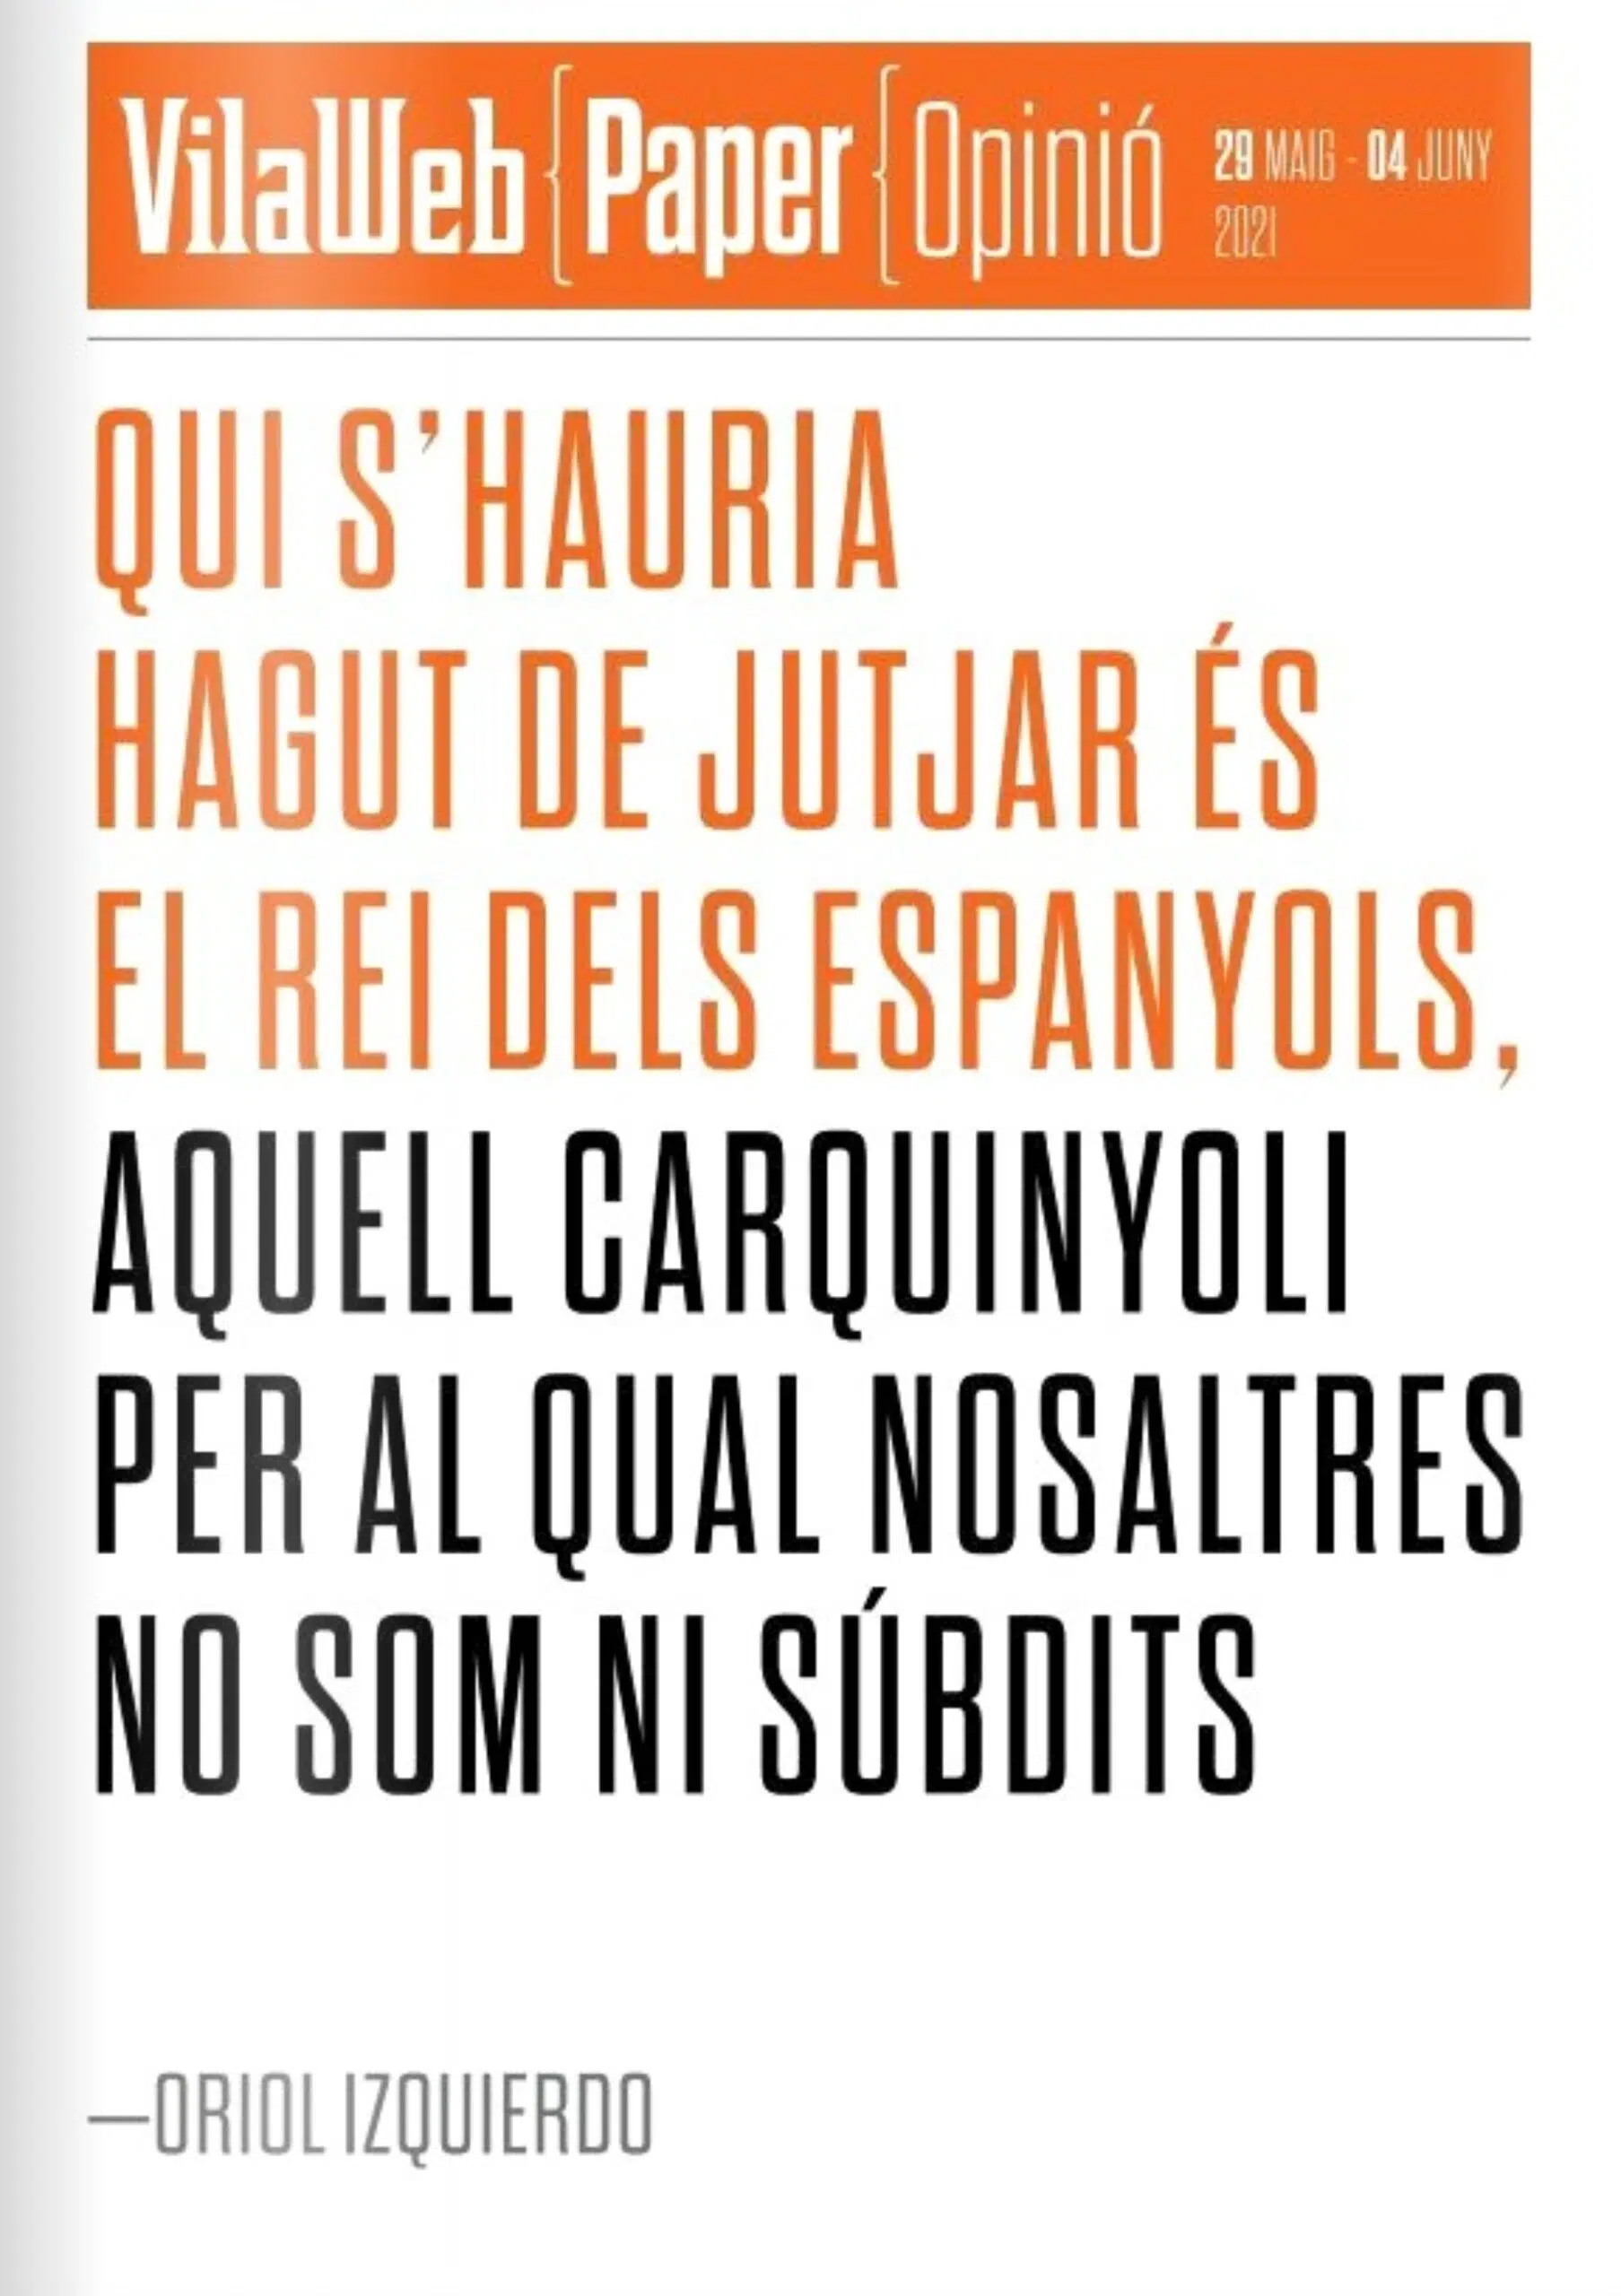 VilaWeb {Paper {Opinió 29 MAIG - 04 JUNY
2021
QUI S'HAURIA
HAGUT DE JUTJAR ÉS
EL REI DELS ESPANYOLS,
AQUELL CARQUINYOLI
PER AL QUAL NOSALTRES
NO SOM NI SÚBDITS
—ORIOL IZQUIERDO